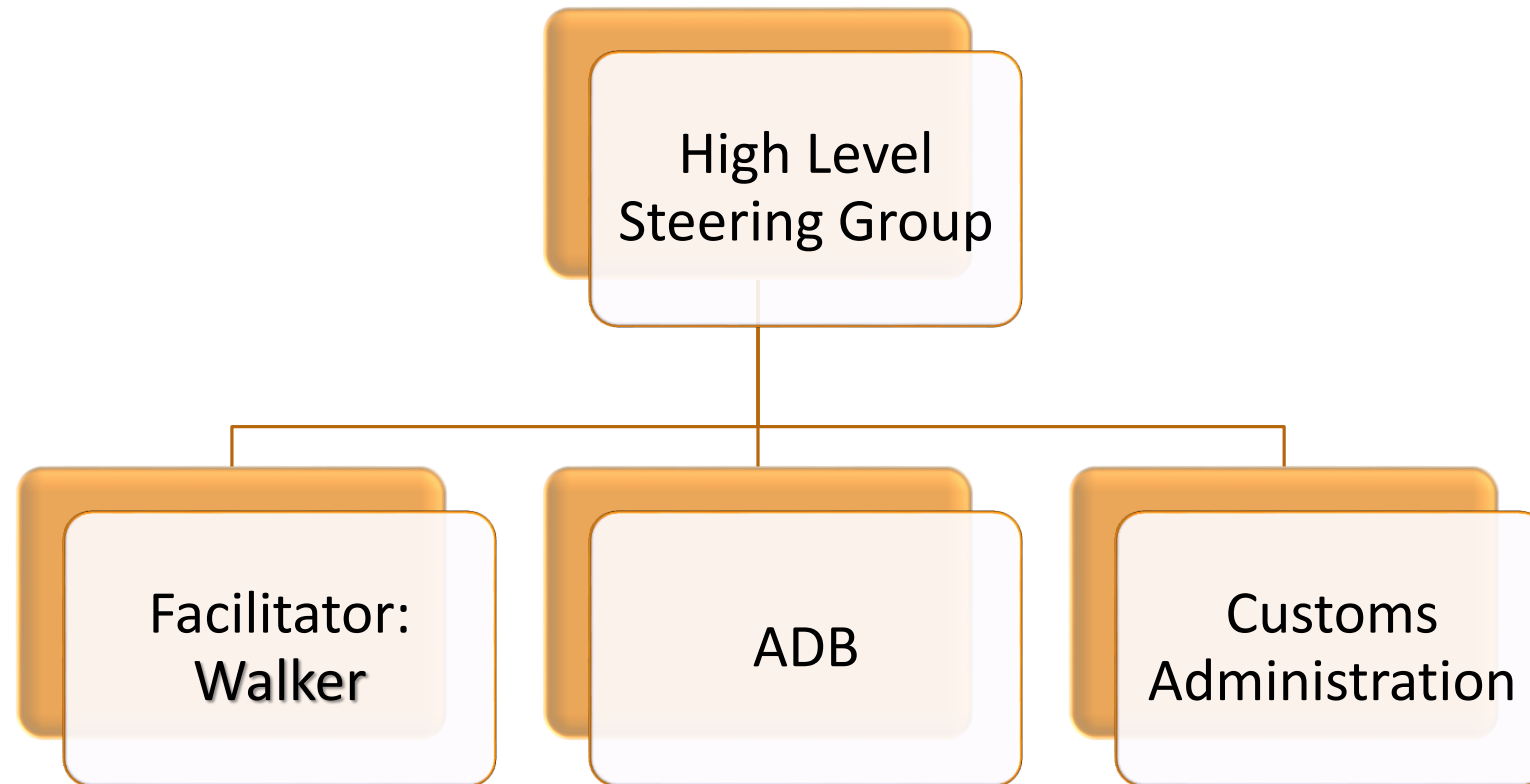 High Level
Steering Group
Facilitator:
Walker
ADB
Customs
Administration